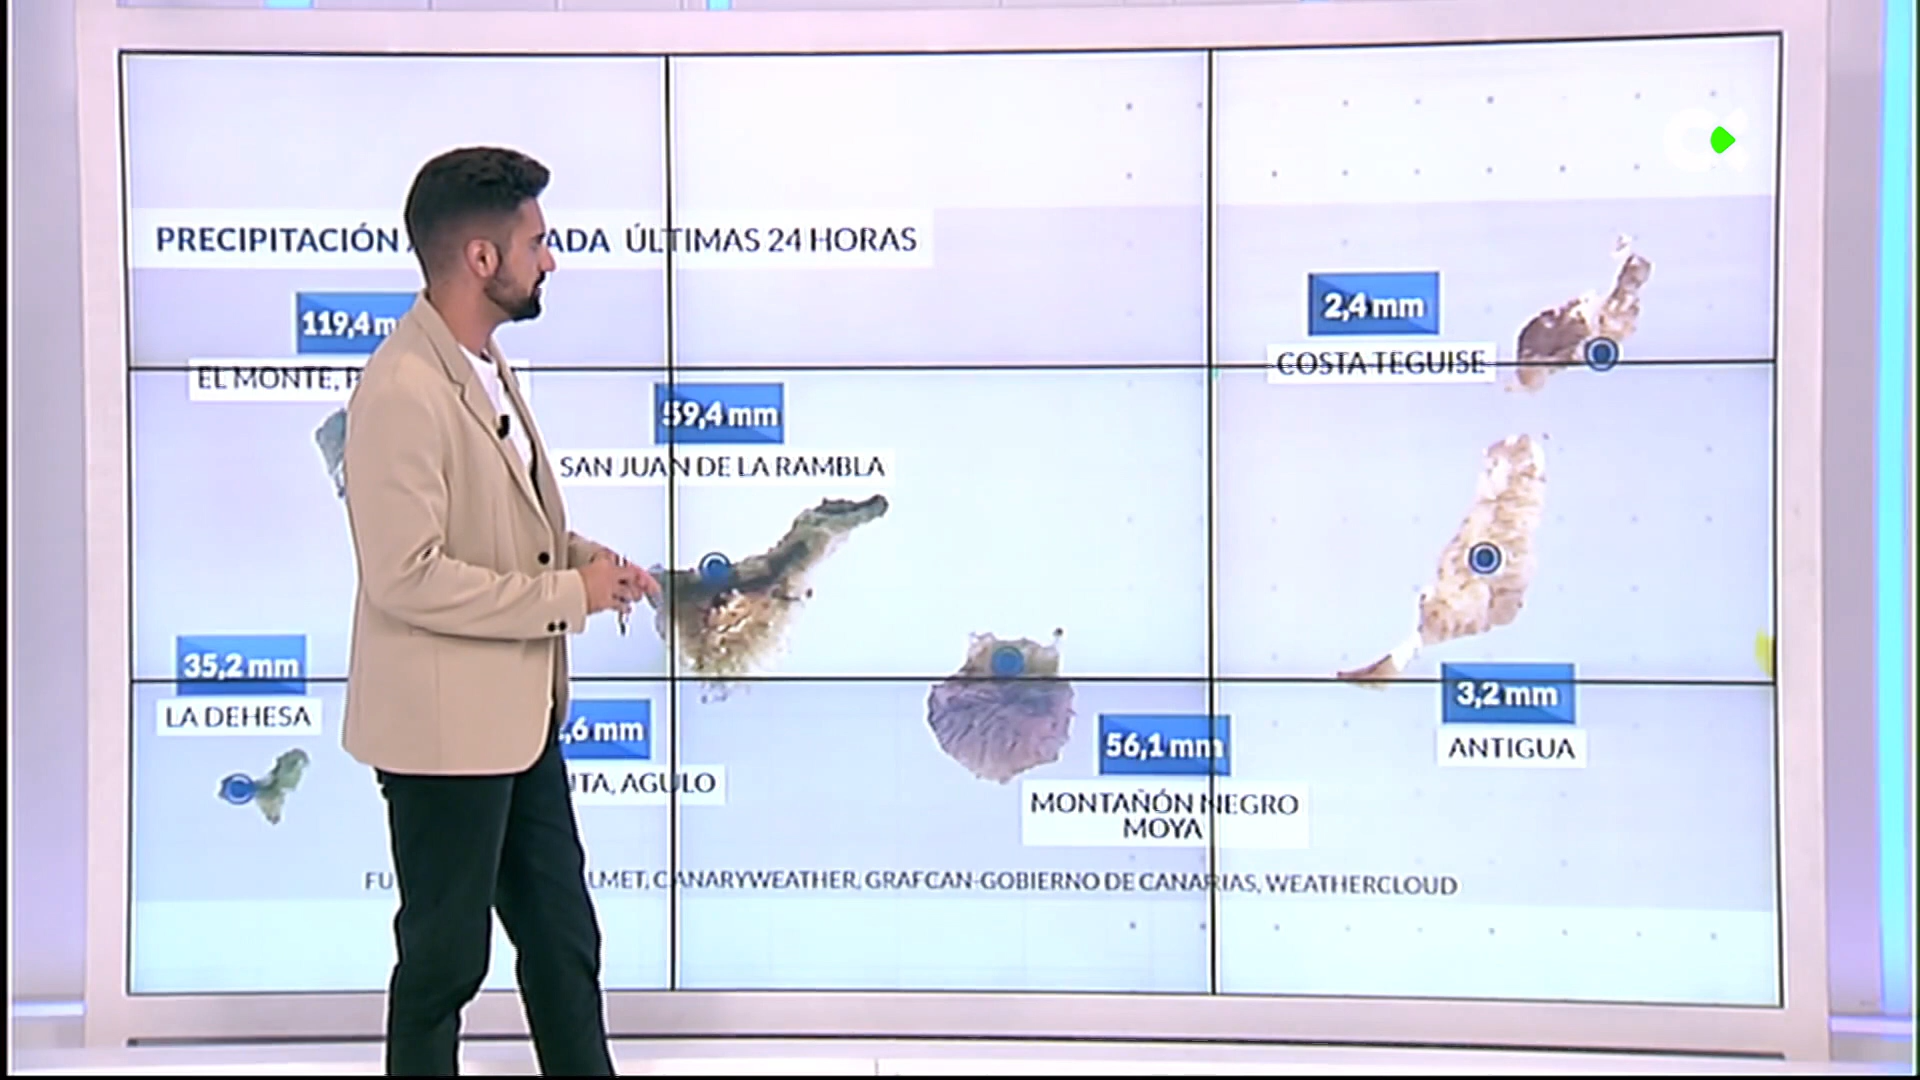 PRECIPITACIÓN ADA ÚLTIMAS 24 HORAS
119,4 m
EL MONTE,
59,4 mm
SAN JUAN DE LA RAMBLA
2,4 mm
COSTA TEGUISE
35,2 mm
LA DEHESA
,6 mm
AGULO
56,1 mm
MONTAÑÓN NEGRO
MOYA
3,2 mm
ANTIGUA
CANARYWEATHER, GRAFCAN-GOBIERNO DE CANARIAS, WEATHERCLOUD